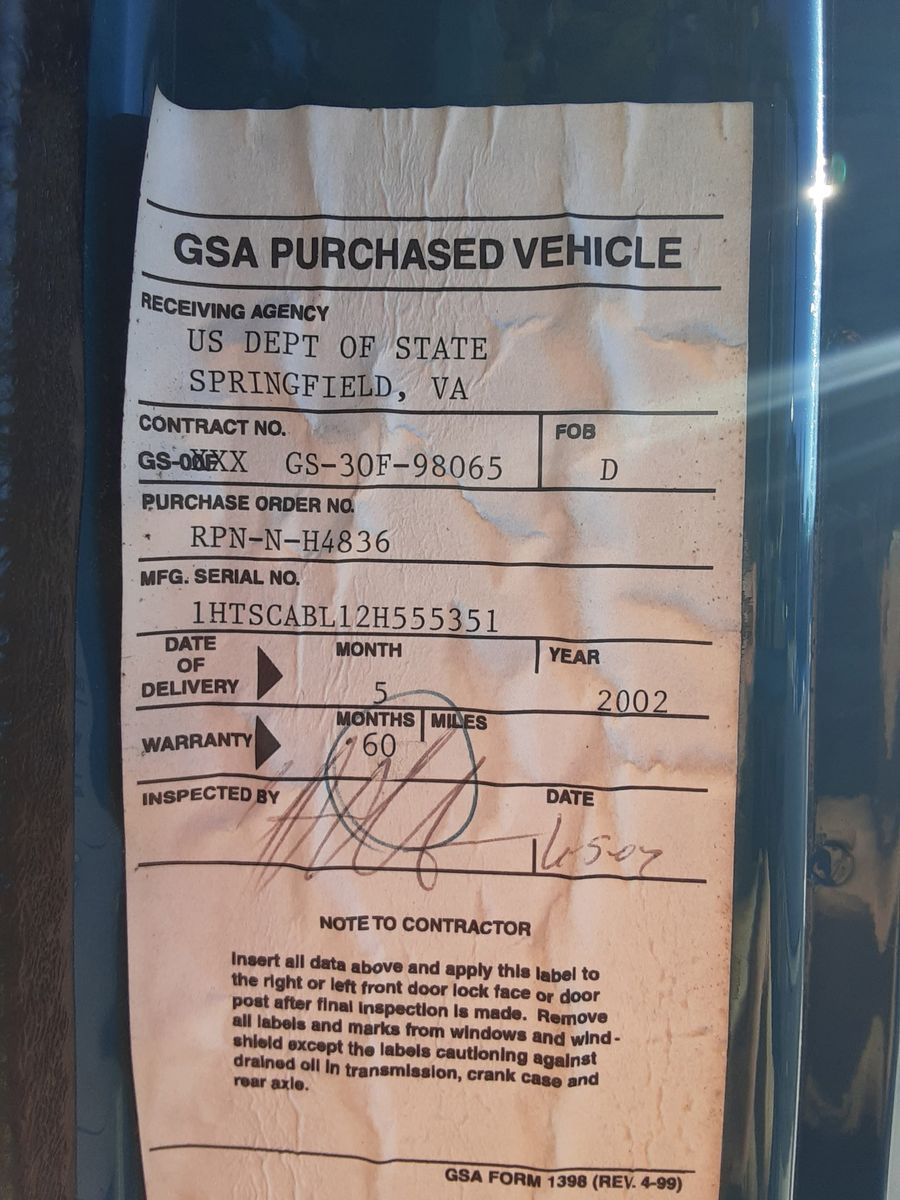 GSA PURCHASED VEHICLE
RECEIVING AGENCY
US DEPT OF STATE
SPRINGFIELD, VA
CONTRACT NO. FOB
GS-00FXXX GS-30F-98065 D
PURCHASE ORDER NO.
RPN-N-H4836
MFG. SERIAL NO.
1HTSCABL12H555351
DATE OF DELIVERY MONTH YEAR
5 2002
WARRANTY MONTHS MILES
60
INSPECTED BY DATE
NOTE TO CONTRACTOR
Insert all data above and apply this label to
the right or left front door lock face or door
post after final inspection is made. Remove
all labels and marks from windows and wind-
shield except the labels cautioning against
drained oil in transmission, crank case and
rear axle.
GSA FORM 1398 (REV. 4-99)